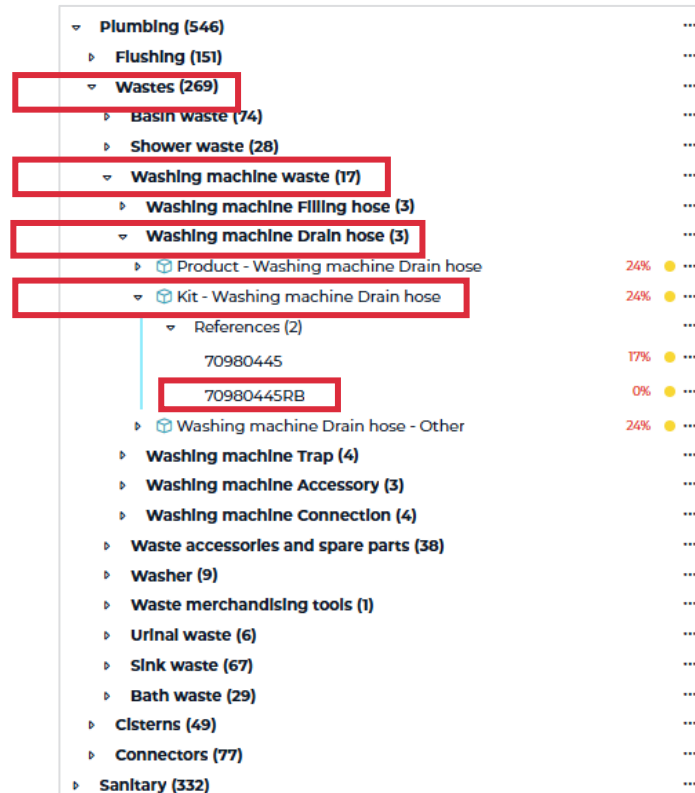 Plumbing (546)
Flushing (151)
Wastes (269)
Basin waste (74)
Shower waste (28)
Washing machine waste (17)
Washing machine Filling hose (3)
Washing machine Drain hose (3)
Product - Washing machine Drain hose 24%
Kit - Washing machine Drain hose 24%
References (2)
70980445 17%
70980445RB 0%
Washing machine Drain hose - Other 24%
Washing machine Trap (4)
Washing machine Accessory (3)
Washing machine Connection (4)
Waste accessories and spare parts (38)
Washer (9)
Waste merchandising tools (1)
Urinal waste (6)
Sink waste (67)
Bath waste (29)
Cisterns (49)
Connectors (77)
Sanitary (332)